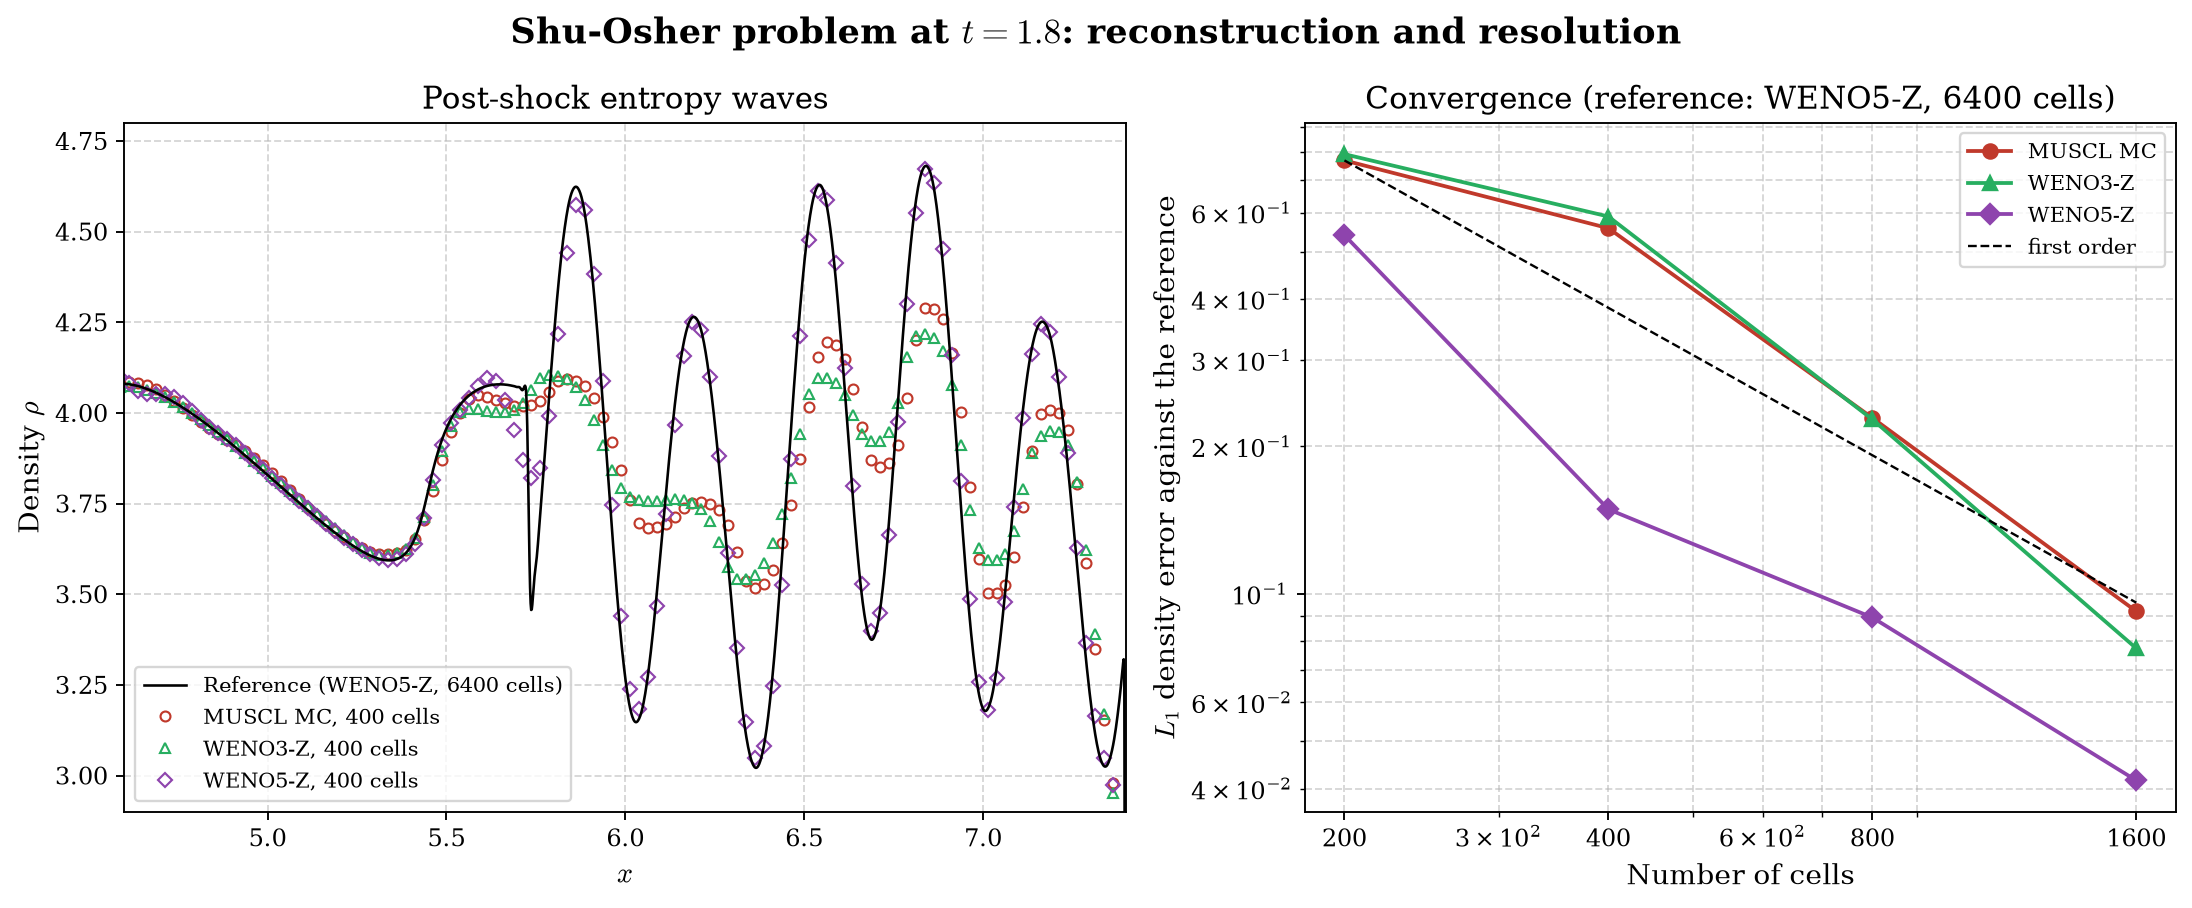 Shu-Osher problem at t = 1.8: reconstruction and resolution
Post-shock entropy waves
Density ρ
4.75
4.50
4.25
4.00
3.75
3.50
3.25
3.00
Reference (WENO5-Z, 6400 cells)
MUSCL MC, 400 cells
WENO3-Z, 400 cells
WENO5-Z, 400 cells
5.0 5.5 6.0 6.5 7.0
x
Convergence (reference: WENO5-Z, 6400 cells)
L₁ density error against the reference
6 × 10⁻¹
4 × 10⁻¹
3 × 10⁻¹
2 × 10⁻¹
10⁻¹
6 × 10⁻²
4 × 10⁻²
MUSCL MC
WENO3-Z
WENO5-Z
first order
200 3 × 10² 400 6 × 10² 800 1600
Number of cells